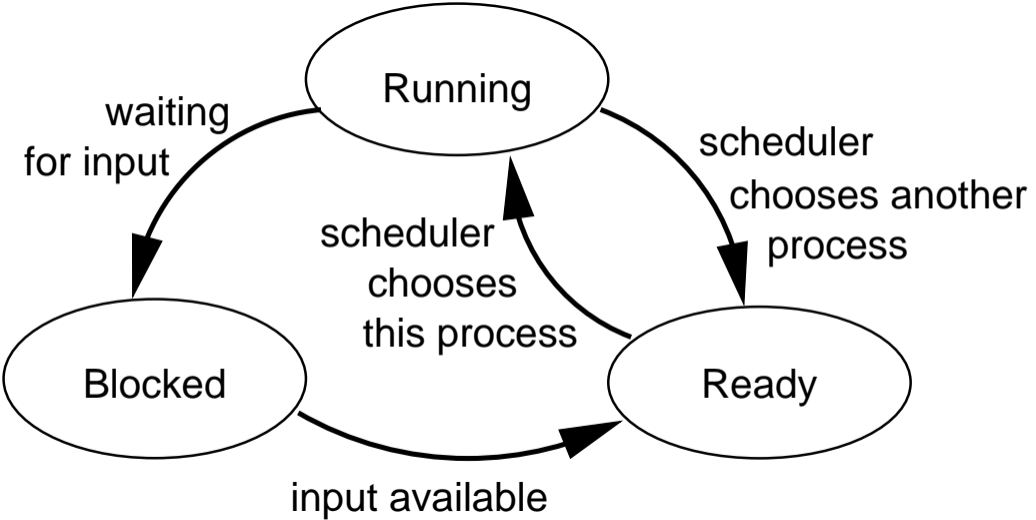 Running
waiting
for input
scheduler
chooses another
process
scheduler
chooses
this process
Blocked
Ready
input available